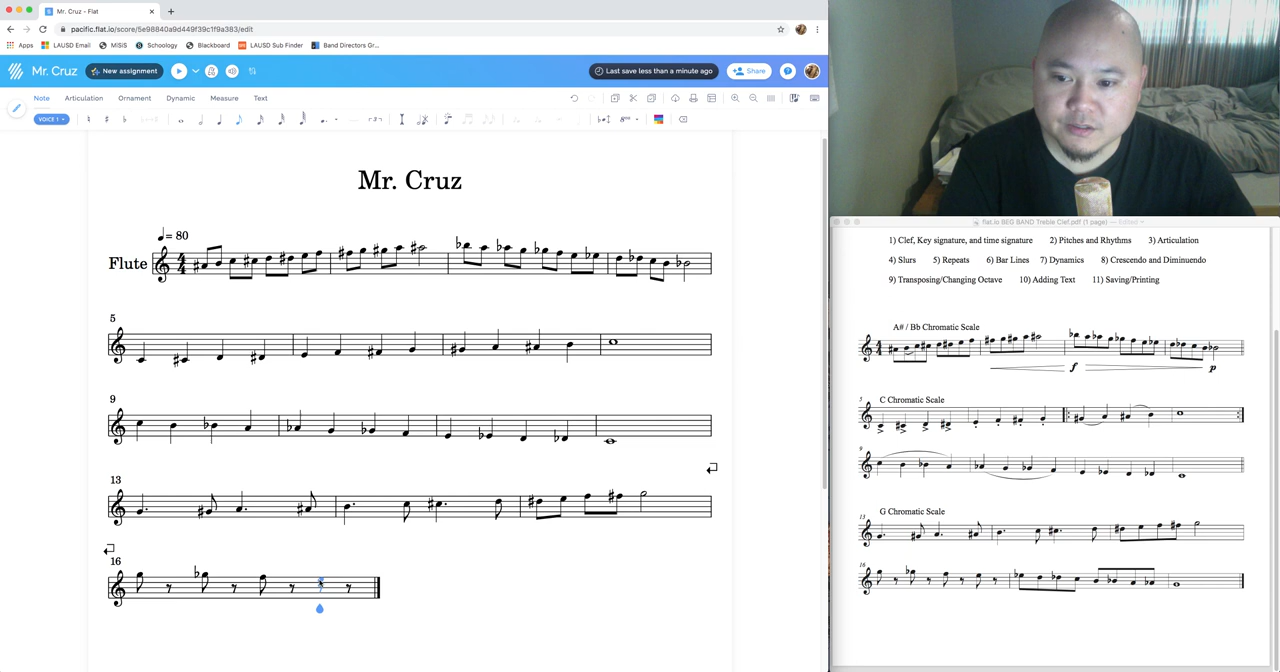 Mr. Cruz - Flat
pacific.flat.io/score/5e98840a9d449f39c1f9a383/edit
Apps LAUSD Email MiSiS Schoology Blackboard LAUSD Sub Finder Band Directors Gr...
Mr. Cruz New assignment Last save less than a minute ago Share
Note Articulation Ornament Dynamic Measure Text
VOICE 1
Mr. Cruz
= 80
Flute
5
9
13
16
flat.io BEG BAND Treble Clef.pdf (1 page) — Edited
1) Clef, Key signature, and time signature 2) Pitches and Rhythms 3) Articulation
4) Slurs 5) Repeats 6) Bar Lines 7) Dynamics 8) Crescendo and Diminuendo
9) Transposing/Changing Octave 10) Adding Text 11) Saving/Printing
A# / Bb Chromatic Scale
f p
5 C Chromatic Scale
9
G Chromatic Scale
13
16